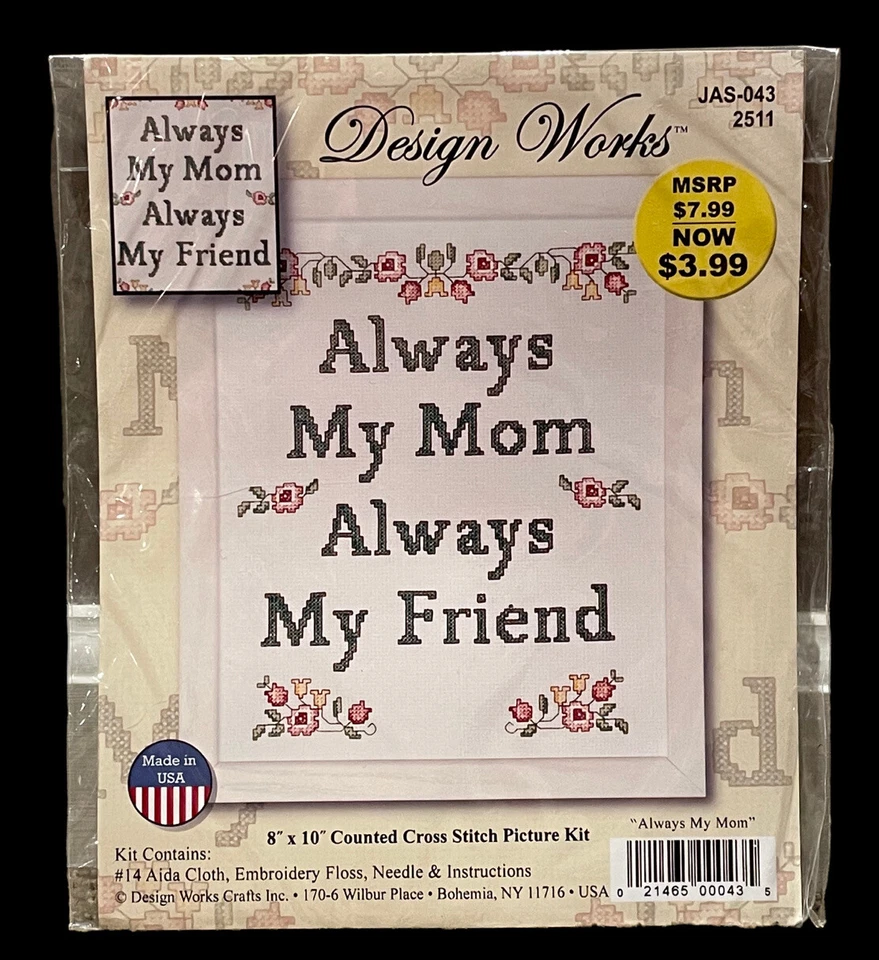 Always
My Mom
Always
My Friend
Design Works™
JAS-043
2511
MSRP
$7.99
NOW
$3.99
Always
My Mom
Always
My Friend
Made in
USA
8" x 10" Counted Cross Stitch Picture Kit
"Always My Mom"
Kit Contains:
#14 Aida Cloth, Embroidery Floss, Needle & Instructions
© Design Works Crafts Inc. • 170-6 Wilbur Place • Bohemia, NY 11716 • USA
0 21465 00043 5